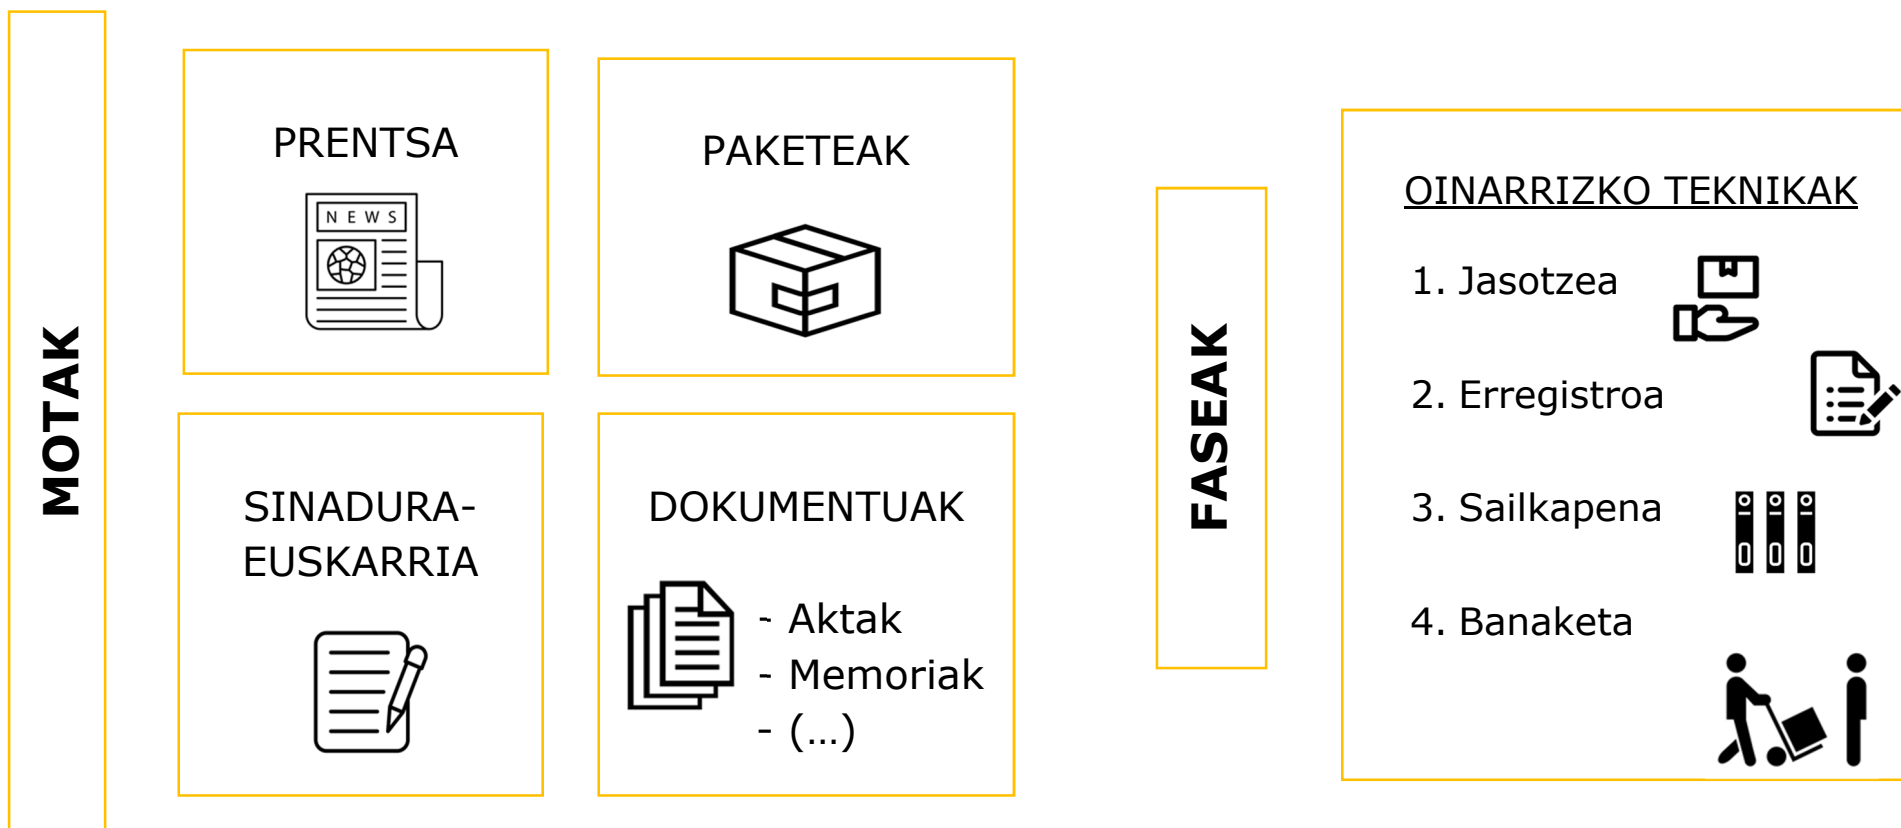 MOTAK
PRENTSA
NEWS
PAKETEAK
SINADURA-
EUSKARRIA
DOKUMENTUAK
- Aktak
- Memoriak
- (...)
FASEAK
OINARRIZKO TEKNIKAK
1. Jasotzea
2. Erregistroa
3. Sailkapena
4. Banaketa